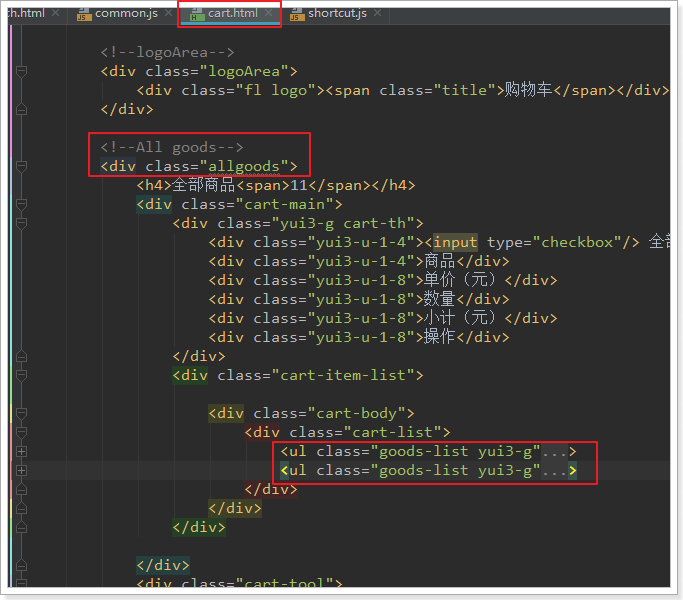 ch.html × common.js × cart.html × shortcut.js ×
<!--logoArea-->
<div class="logoArea">
<div class="fl logo"><span class="title">购物车</span></div>
</div>
<!--All goods-->
<div class="allgoods">
<h4>全部商品<span>11</span></h4>
<div class="cart-main">
<div class="yui3-g cart-th">
<div class="yui3-u-1-4"><input type="checkbox"/> 全
<div class="yui3-u-1-4">商品</div>
<div class="yui3-u-1-8">单价（元）</div>
<div class="yui3-u-1-8">数量</div>
<div class="yui3-u-1-8">小计（元）</div>
<div class="yui3-u-1-8">操作</div>
</div>
<div class="cart-item-list">
<div class="cart-body">
<div class="cart-list">
<ul class="goods-list yui3-g"...>
<ul class="goods-list yui3-g"...>
</div>
</div>
</div>
</div>
<div class="cart-tool">